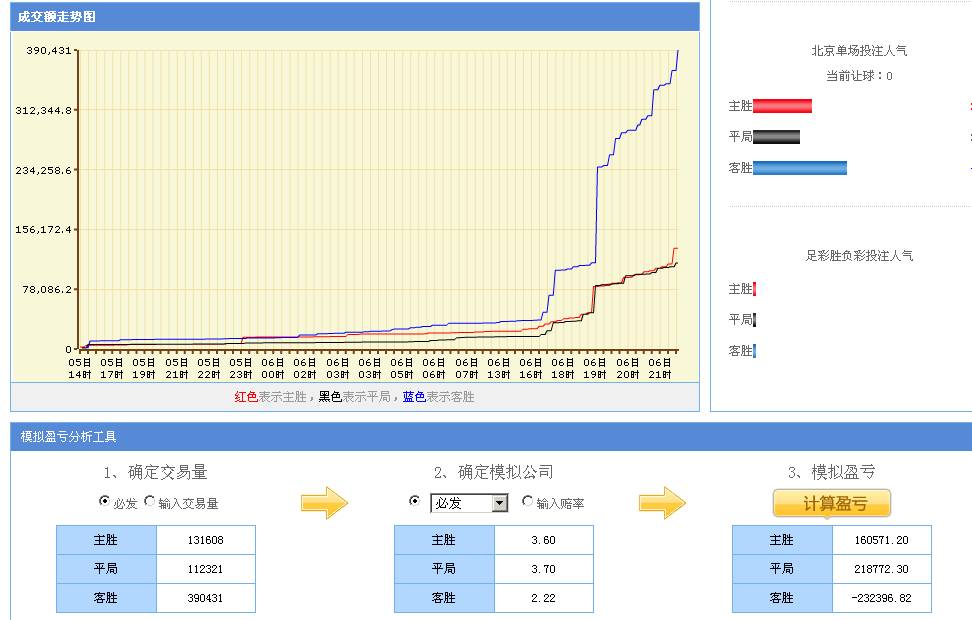 成交额走势图
390,431
312,344.8
234,258.6
156,172.4
78,086.2
0
05日 05日 05日 05日 05日 05日 06日 06日 06日 06日 06日 06日 06日 06日 06日 06日 06日 06日 06日
14时 17时 19时 21时 22时 23时 00时 02时 03时 03时 05时 06时 07时 13时 16时 18时 19时 20时 21时
红色表示主胜，黑色表示平局，蓝色表示客胜
北京单场投注人气
当前让球：0
主胜
平局
客胜
足彩胜负彩投注人气
主胜
平局
客胜
模拟盈亏分析工具
1、确定交易量
必发 输入交易量
主胜 131608
平局 112321
客胜 390431
2、确定模拟公司
必发 输入赔率
主胜 3.60
平局 3.70
客胜 2.22
3、模拟盈亏
计算盈亏
主胜 160571.20
平局 218772.30
客胜 -232396.82